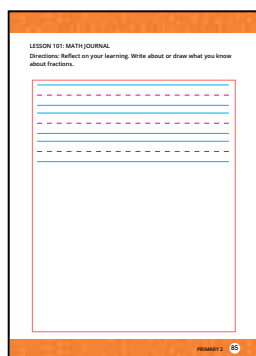 LESSON 101: MATH JOURNAL
Directions: Reflect on your learning. Write about or draw what you know
about fractions.
PRIMARY 2 85